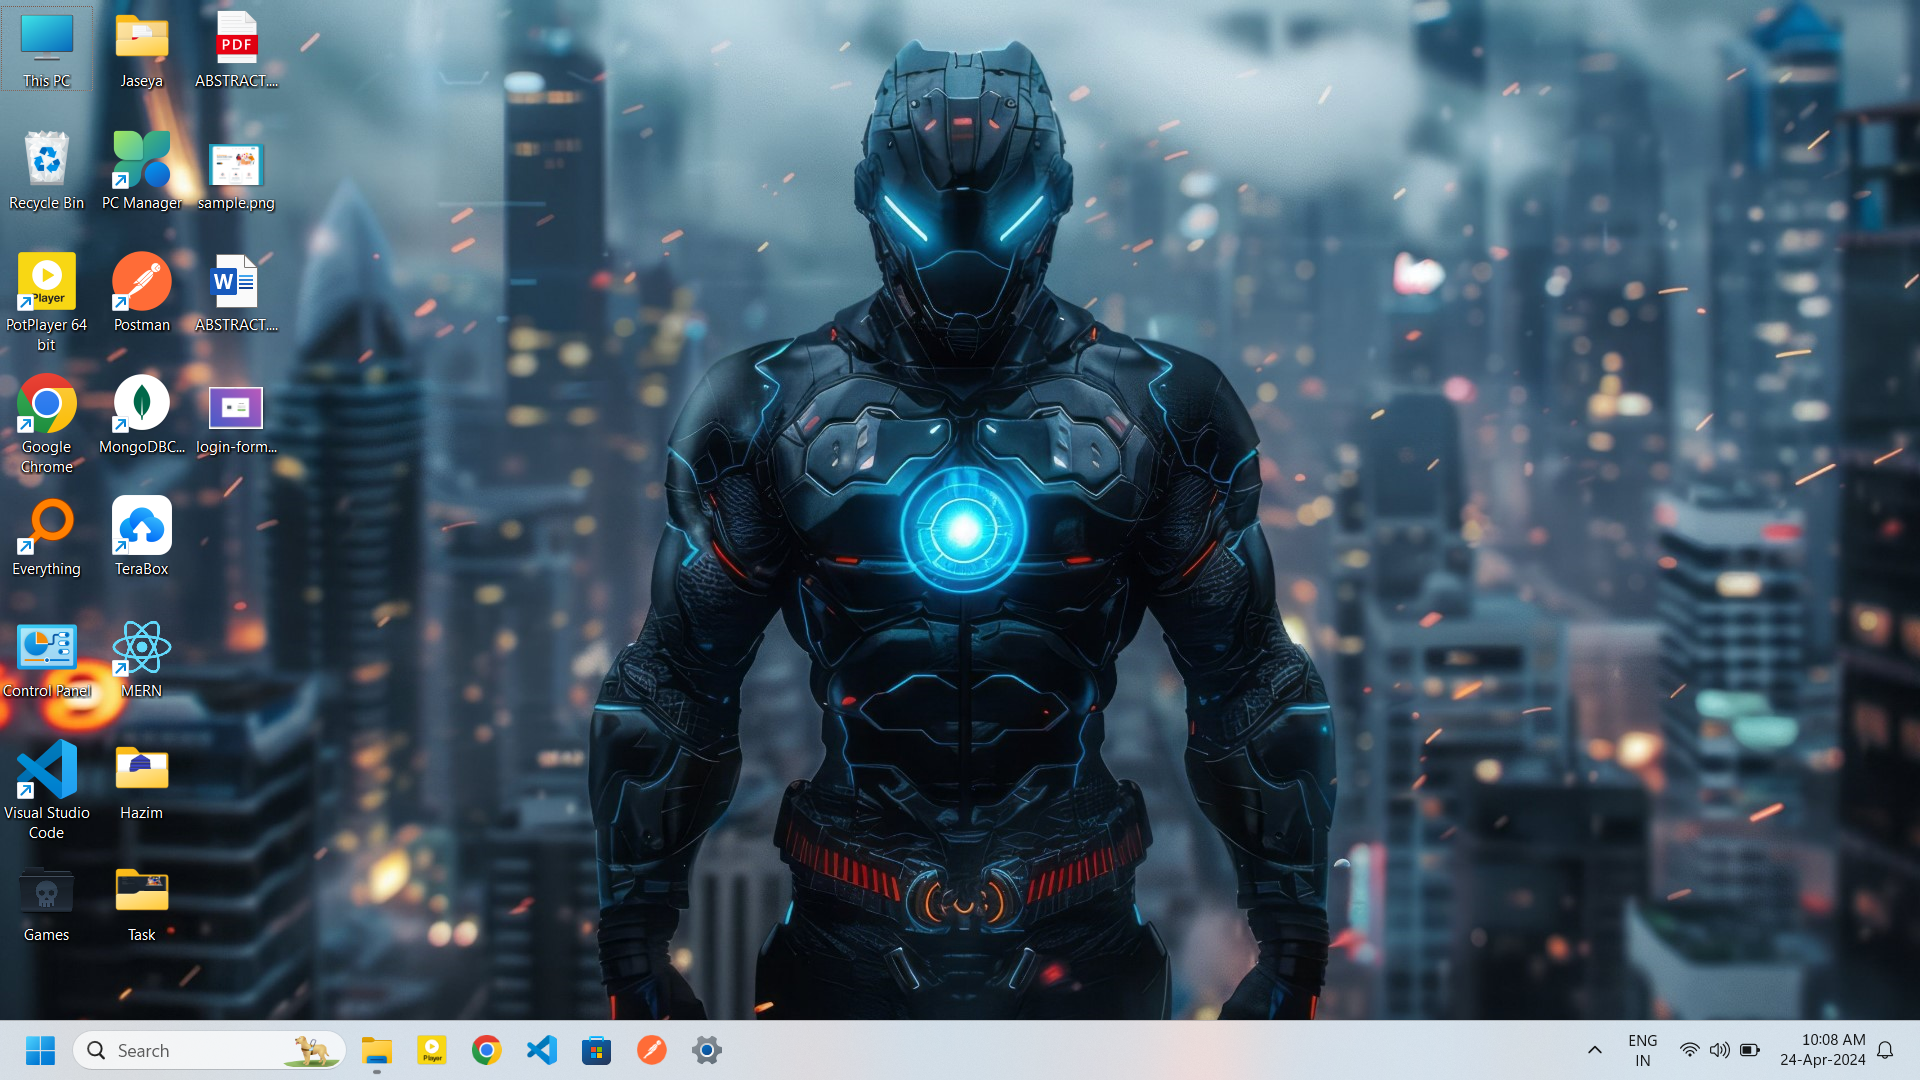 This PC
Jaseya
PDF
ABSTRACT....
Recycle Bin
PC Manager
sample.png
Player
PotPlayer 64
bit
Postman
W
ABSTRACT....
Google
Chrome
MongoDBC...
login-form...
Everything
TeraBox
Control Panel
MERN
Visual Studio
Code
Hazim
Games
Task
Search
Player
ENG
IN
10:08 AM
24-Apr-2024